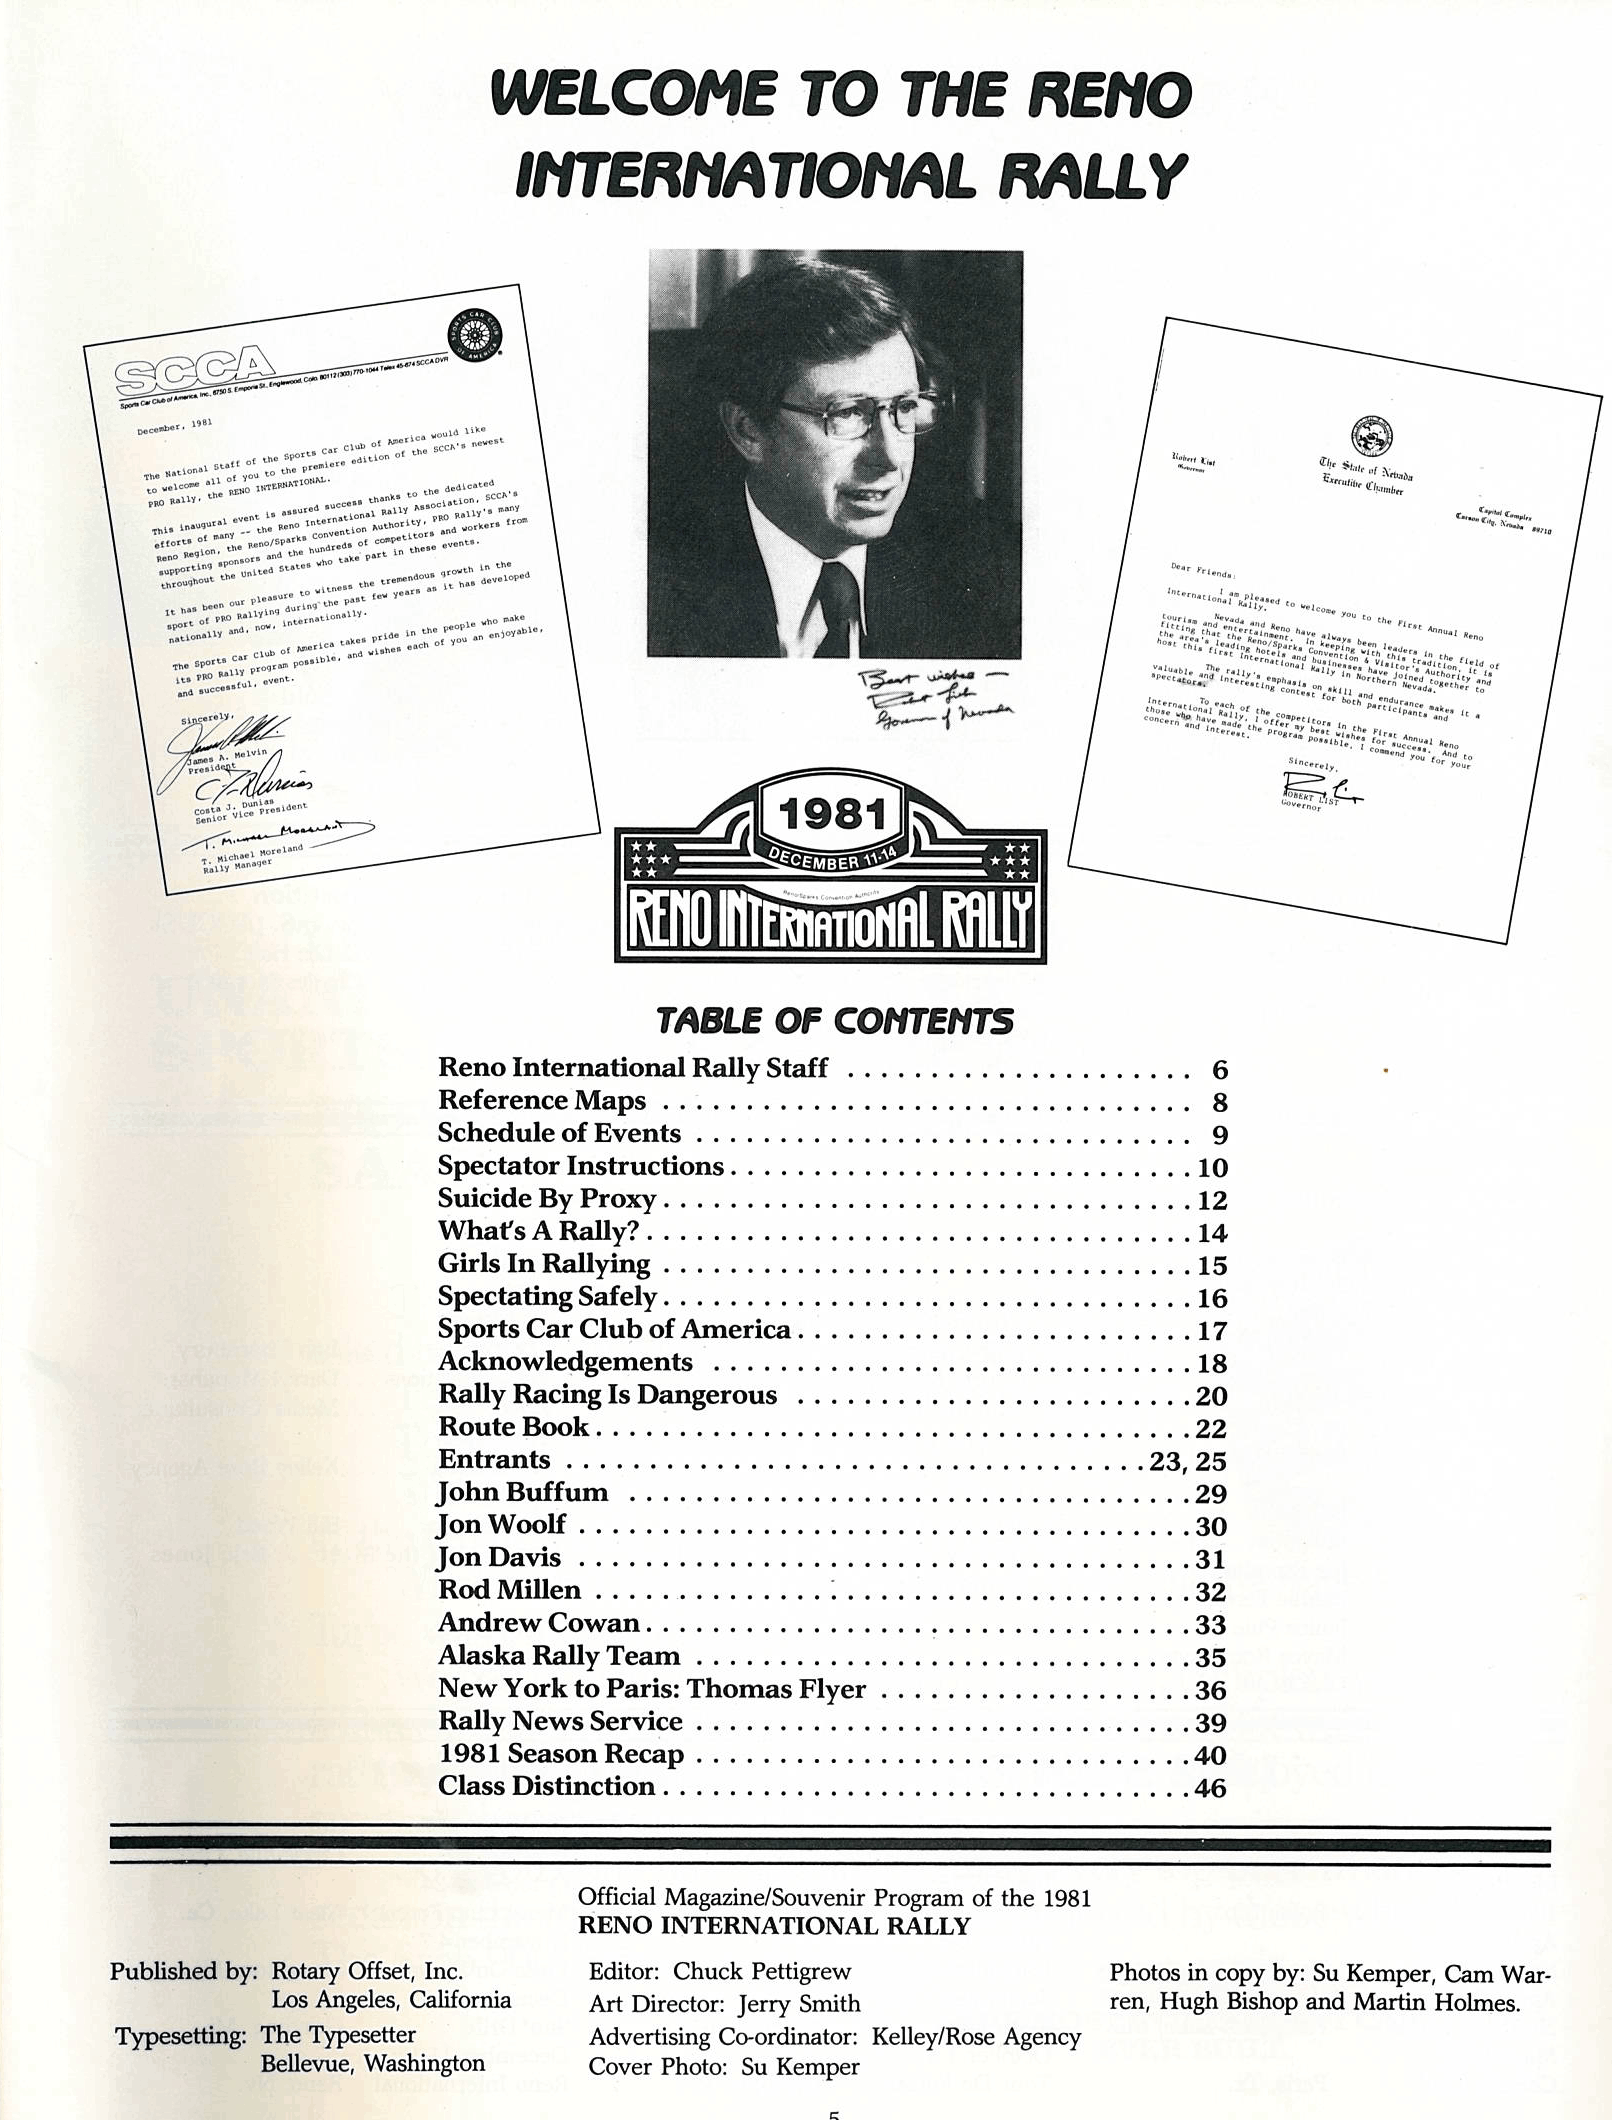 WELCOME TO THE RENO
INTERNATIONAL RALLY
SCCA
SPORTS CAR CLUB OF AMERICA
Sports Car Club of America, Inc., 6750 S. Emporia St., Englewood, Colo. 80112 (303) 770-1044 Telex 45-674 SCCA DVR
December, 1981
The National Staff of the Sports Car Club of America would like
to welcome all of you to the premiere edition of the SCCA's newest
PRO Rally, the RENO INTERNATIONAL.
This inaugural event is assured success thanks to the dedicated
efforts of many -- the Reno International Rally Association, SCCA's
Reno Region, the Reno/Sparks Convention Authority, PRO Rally's many
supporting sponsors and the hundreds of competitors and workers from
throughout the United States who take part in these events.
It has been our pleasure to witness the tremendous growth in the
sport of PRO Rallying during the past few years as it has developed
nationally and, now, internationally.
The Sports Car Club of America takes pride in the people who make
its PRO Rally program possible, and wishes each of you an enjoyable,
and successful, event.
Sincerely,
James A. Melvin
President
Costa J. Dunias
Senior Vice President
T. Michael Moreland
T. Michael Moreland
Rally Manager
Best wishes —
Robert List
Governor of Nevada
Robert List
Governor
The State of Nevada
Executive Chamber
Capitol Complex
Carson City, Nevada 89710
Dear Friends:
I am pleased to welcome you to the First Annual Reno
International Rally.
Nevada and Reno have always been leaders in the field of
tourism and entertainment. In keeping with this tradition, it is
fitting that the Reno/Sparks Convention & Visitor's Authority and
the area's leading hotels and businesses have joined together to
host this first International Rally in Northern Nevada.
The rally's emphasis on skill and endurance makes it a
valuable and interesting contest for both participants and
spectators.
To each of the competitors in the First Annual Reno
International Rally, I offer my best wishes for success. And to
those who have made the program possible, I commend you for your
concern and interest.
Sincerely,
ROBERT LIST
Governor
1981
DECEMBER 11-14
Reno/Sparks Convention Authority
RENO INTERNATIONAL RALLY
TABLE OF CONTENTS
Reno International Rally Staff . . . . . . . . . . . . . . . . . . . . . 6
Reference Maps . . . . . . . . . . . . . . . . . . . . . . . . . . . . . . . . 8
Schedule of Events . . . . . . . . . . . . . . . . . . . . . . . . . . . . . . 9
Spectator Instructions . . . . . . . . . . . . . . . . . . . . . . . . . . . . 10
Suicide By Proxy . . . . . . . . . . . . . . . . . . . . . . . . . . . . . . . . 12
What's A Rally? . . . . . . . . . . . . . . . . . . . . . . . . . . . . . . . . . 14
Girls In Rallying . . . . . . . . . . . . . . . . . . . . . . . . . . . . . . . . 15
Spectating Safely . . . . . . . . . . . . . . . . . . . . . . . . . . . . . . . . 16
Sports Car Club of America . . . . . . . . . . . . . . . . . . . . . . . . 17
Acknowledgements . . . . . . . . . . . . . . . . . . . . . . . . . . . . . 18
Rally Racing Is Dangerous . . . . . . . . . . . . . . . . . . . . . . . . 20
Route Book . . . . . . . . . . . . . . . . . . . . . . . . . . . . . . . . . . . . 22
Entrants . . . . . . . . . . . . . . . . . . . . . . . . . . . . . . . . . . . 23, 25
John Buffum . . . . . . . . . . . . . . . . . . . . . . . . . . . . . . . . . . 29
Jon Woolf . . . . . . . . . . . . . . . . . . . . . . . . . . . . . . . . . . . . . 30
Jon Davis . . . . . . . . . . . . . . . . . . . . . . . . . . . . . . . . . . . . . 31
Rod Millen . . . . . . . . . . . . . . . . . . . . . . . . . . . . . . . . . . . . 32
Andrew Cowan . . . . . . . . . . . . . . . . . . . . . . . . . . . . . . . . . 33
Alaska Rally Team . . . . . . . . . . . . . . . . . . . . . . . . . . . . . . 35
New York to Paris: Thomas Flyer . . . . . . . . . . . . . . . . . . . 36
Rally News Service . . . . . . . . . . . . . . . . . . . . . . . . . . . . . . 39
1981 Season Recap . . . . . . . . . . . . . . . . . . . . . . . . . . . . . . 40
Class Distinction . . . . . . . . . . . . . . . . . . . . . . . . . . . . . . . . 46
Official Magazine/Souvenir Program of the 1981
RENO INTERNATIONAL RALLY
Published by: Rotary Offset, Inc.
Los Angeles, California
Typesetting: The Typesetter
Bellevue, Washington
Editor: Chuck Pettigrew
Art Director: Jerry Smith
Advertising Co-ordinator: Kelley/Rose Agency
Cover Photo: Su Kemper
Photos in copy by: Su Kemper, Cam War-
ren, Hugh Bishop and Martin Holmes.
5